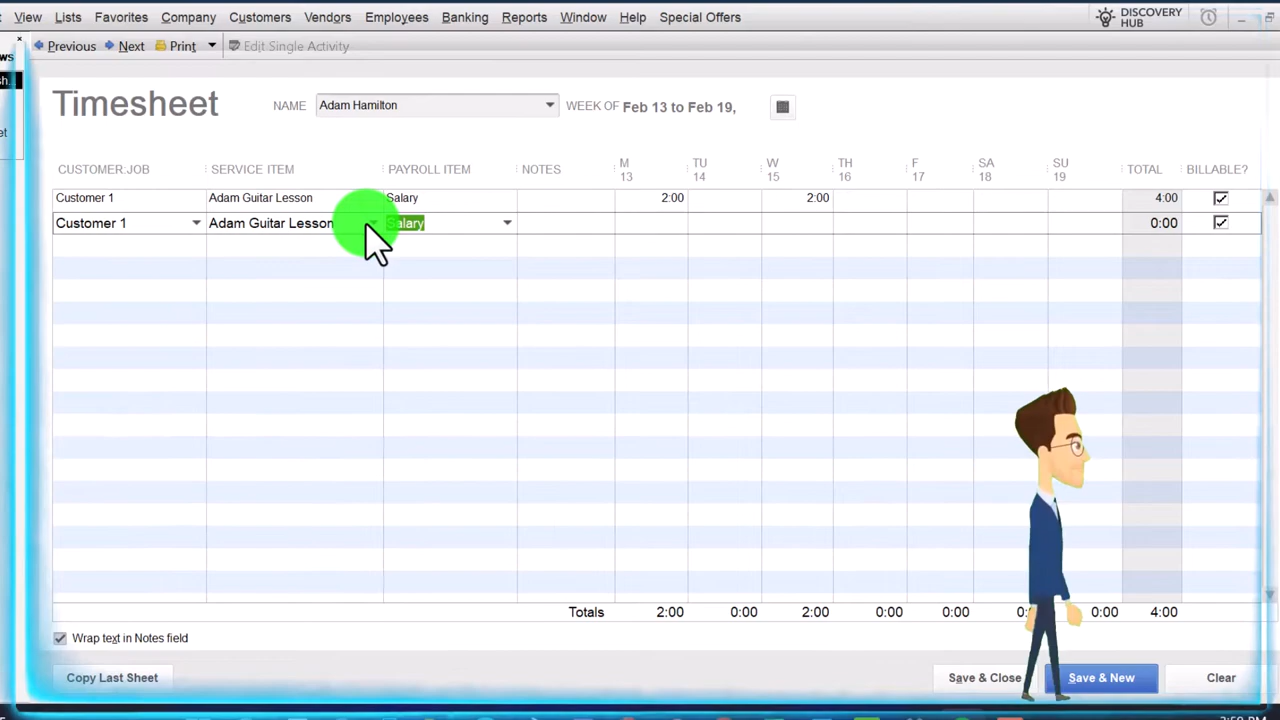 View Lists Favorites Company Customers Vendors Employees Banking Reports Window Help Special Offers DISCOVERY HUB
Previous Next Print Edit Single Activity
Timesheet NAME Adam Hamilton WEEK OF Feb 13 to Feb 19,
CUSTOMER:JOB SERVICE ITEM PAYROLL ITEM NOTES M 13 TU 14 W 15 TH 16 F 17 SA 18 SU 19 TOTAL BILLABLE?
Customer 1 Adam Guitar Lesson Salary 2:00 2:00 4:00
Customer 1 Adam Guitar Lesson Salary 0:00
Totals 2:00 0:00 2:00 0:00 0:00 0:00 4:00
Wrap text in Notes field
Copy Last Sheet Save & Close Save & New Clear